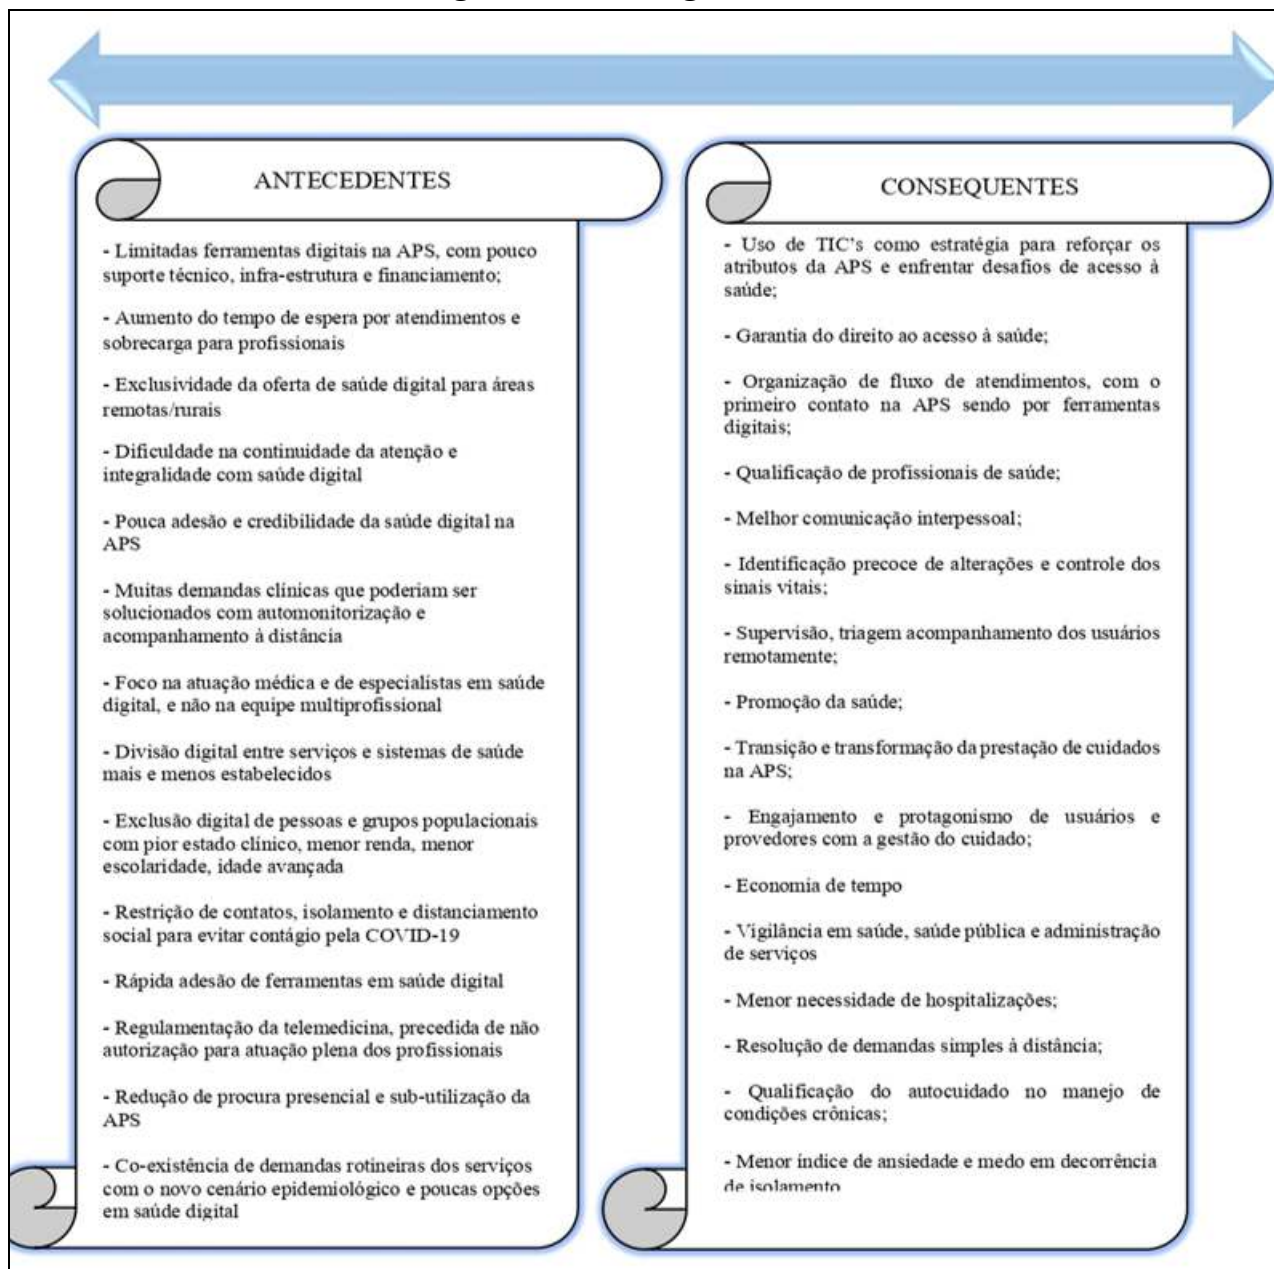 ANTECEDENTES
- Limitadas ferramentas digitais na APS, com pouco
suporte técnico, infra-estrutura e financiamento;
- Aumento do tempo de espera por atendimentos e
sobrecarga para profissionais
- Exclusividade da oferta de saúde digital para áreas
remotas/rurais
- Dificuldade na continuidade da atenção e
integralidade com saúde digital
- Pouca adesão e credibilidade da saúde digital na
APS
- Muitas demandas clínicas que poderiam ser
solucionados com automonitorização e
acompanhamento à distância
- Foco na atuação médica e de especialistas em saúde
digital, e não na equipe multiprofissional
- Divisão digital entre serviços e sistemas de saúde
mais e menos estabelecidos
- Exclusão digital de pessoas e grupos populacionais
com pior estado clínico, menor renda, menor
escolaridade, idade avançada
- Restrição de contatos, isolamento e distanciamento
social para evitar contágio pela COVID-19
- Rápida adesão de ferramentas em saúde digital
- Regulamentação da telemedicina, precedida de não
autorização para atuação plena dos profissionais
- Redução de procura presencial e sub-utilização da
APS
- Co-existência de demandas rotineiras dos serviços
com o novo cenário epidemiológico e poucas opções
em saúde digital
CONSEQUENTES
- Uso de TIC's como estratégia para reforçar os
atributos da APS e enfrentar desafios de acesso à
saúde;
- Garantia do direito ao acesso à saúde;
- Organização de fluxo de atendimentos, com o
primeiro contato na APS sendo por ferramentas
digitais;
- Qualificação de profissionais de saúde;
- Melhor comunicação interpessoal;
- Identificação precoce de alterações e controle dos
sinais vitais;
- Supervisão, triagem acompanhamento dos usuários
remotamente;
- Promoção da saúde;
- Transição e transformação da prestação de cuidados
na APS;
- Engajamento e protagonismo de usuários e
provedores com a gestão do cuidado;
- Economia de tempo
- Vigilância em saúde, saúde pública e administração
de serviços
- Menor necessidade de hospitalizações;
- Resolução de demandas simples à distância;
- Qualificação do autocuidado no manejo de
condições crônicas;
- Menor índice de ansiedade e medo em decorrência
de isolamento